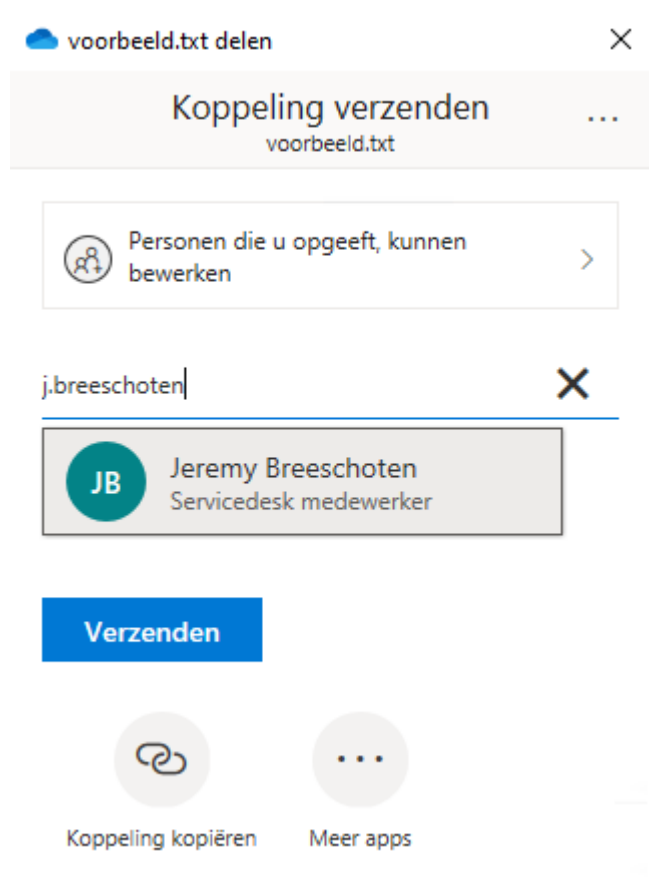 voorbeeld.txt delen
Koppeling verzenden
...
voorbeeld.txt
Personen die u opgeeft, kunnen
bewerken
j.breeschoten
JB
Jeremy Breeschoten
Servicedesk medewerker
Verzenden
Koppeling kopiëren
Meer apps